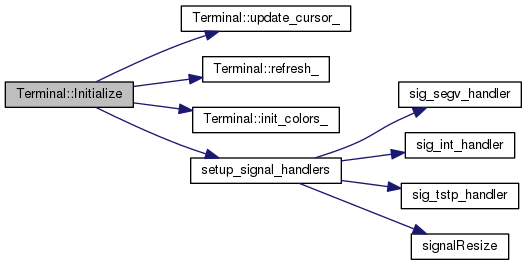 Terminal::update_cursor_
Terminal::refresh_
Terminal::Initialize
Terminal::init_colors_
setup_signal_handlers
sig_segv_handler
sig_int_handler
sig_tstp_handler
signalResize